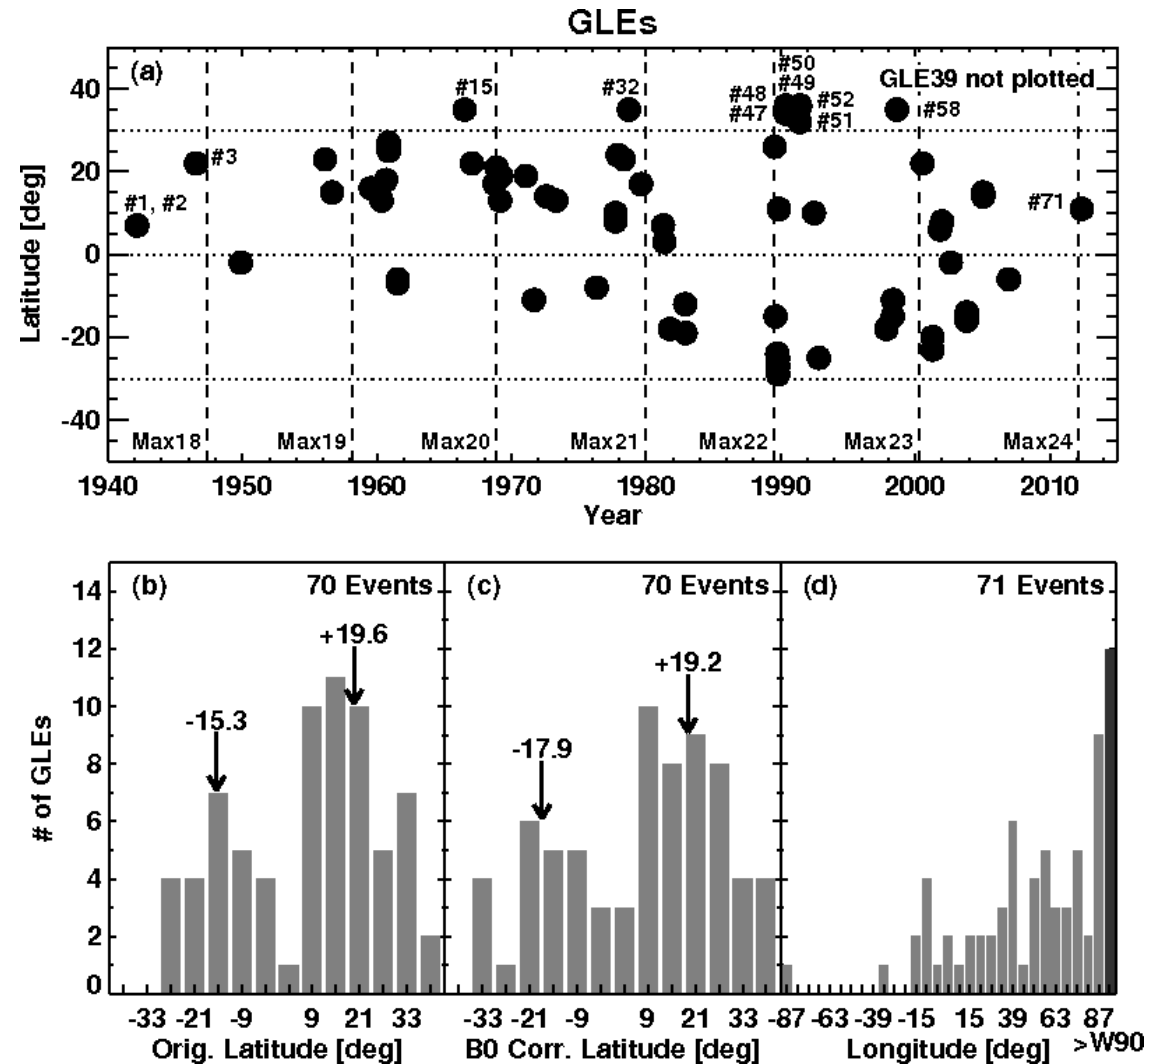 GLEs
(a)
GLE39 not plotted
#50
#49
#48
#47
#52
#51
#15
#32
#58
#3
#1, #2
#71
40
20
0
-20
-40
Latitude [deg]
Max18
Max19
Max20
Max21
Max22
Max23
Max24
1940 1950 1960 1970 1980 1990 2000 2010
Year
(b) 70 Events
(c) 70 Events
(d) 71 Events
+19.6
-15.3
+19.2
-17.9
14
12
10
8
6
4
2
0
# of GLEs
-33 -21 -9 9 21 33
Orig. Latitude [deg]
-33 -21 -9 9 21 33
B0 Corr. Latitude [deg]
-87 -63 -39 -15 15 39 63 87
Longitude [deg]
>W90